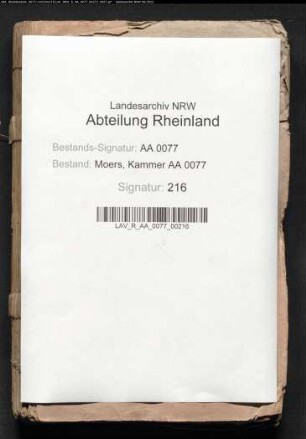 Landesarchiv NRW
Abteilung Rheinland
Bestands-Signatur: AA 0077
Bestand: Moers, Kammer AA 0077
Signatur: 216
LAV_R_AA_0077_00216